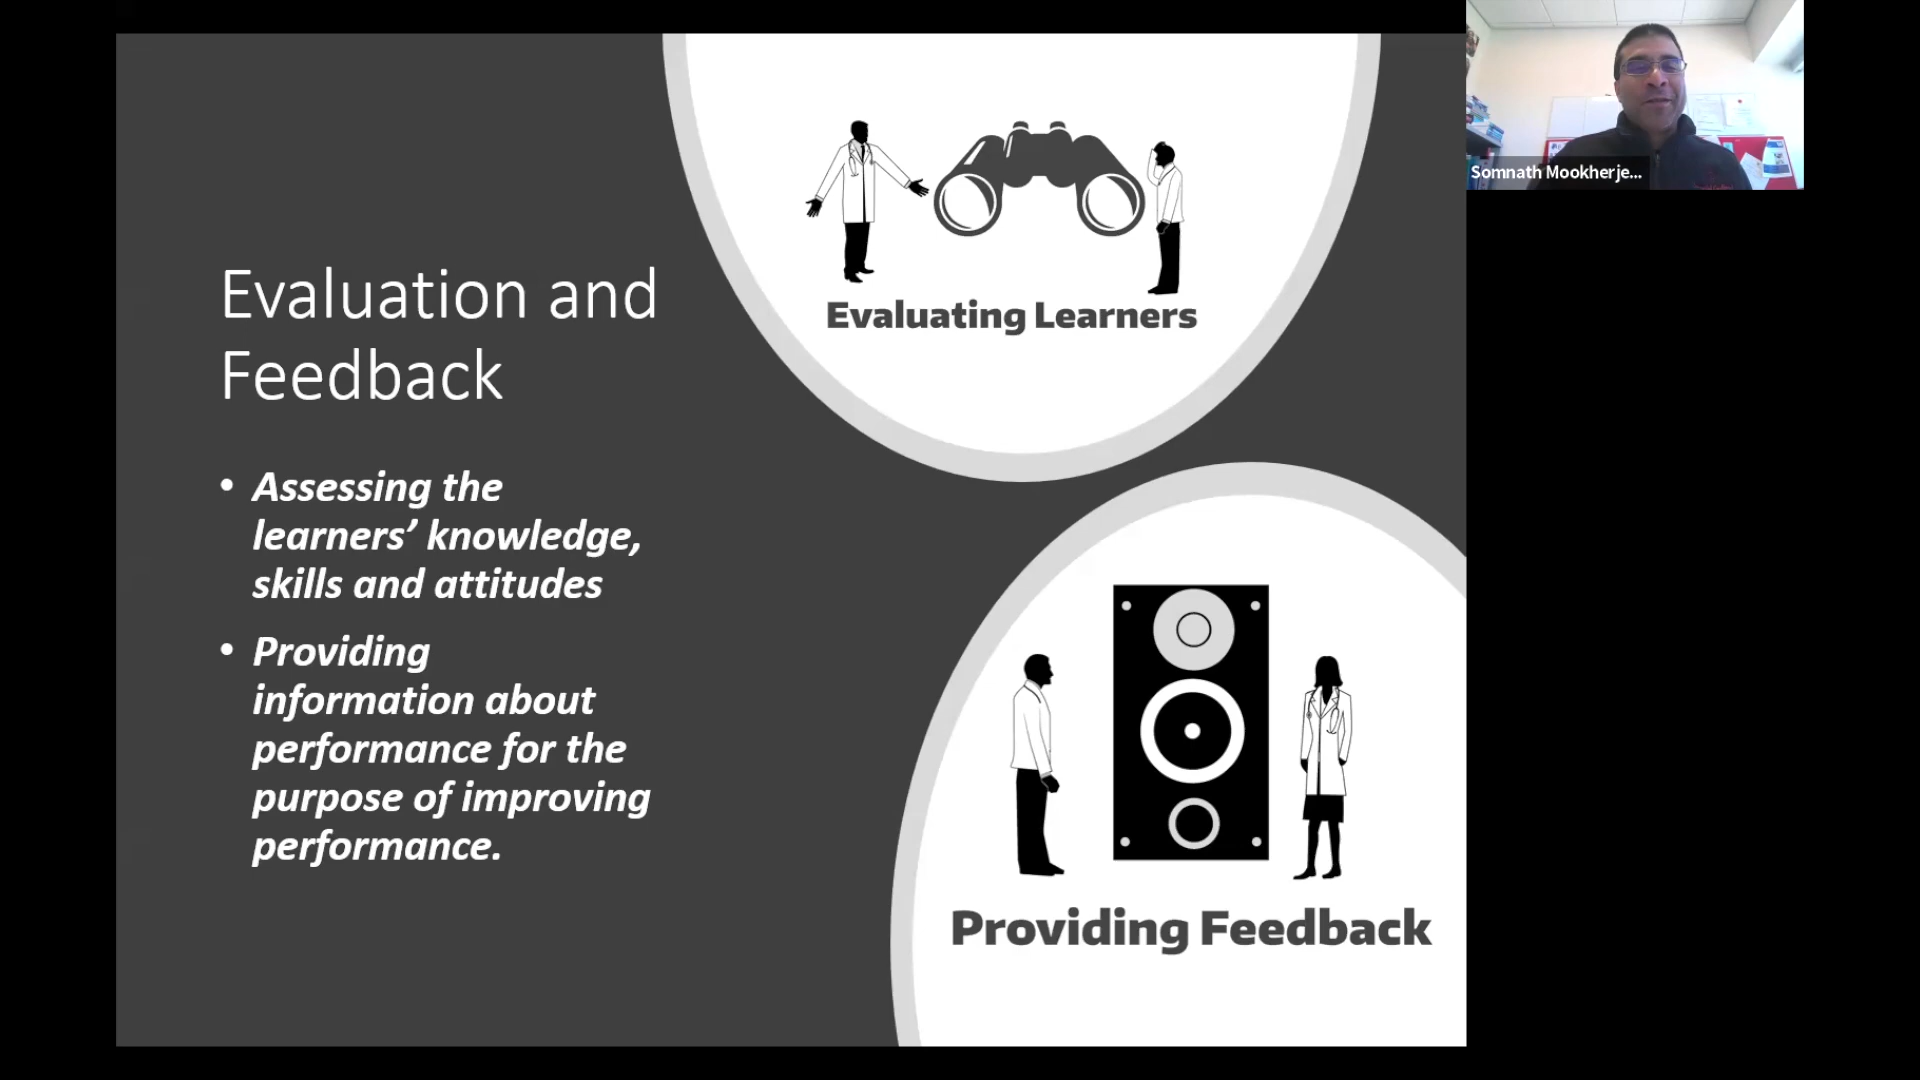 Evaluation and
Feedback
• Assessing the
learners’ knowledge,
skills and attitudes
• Providing
information about
performance for the
purpose of improving
performance.
Evaluating Learners
Providing Feedback
Somnath Mookherje...